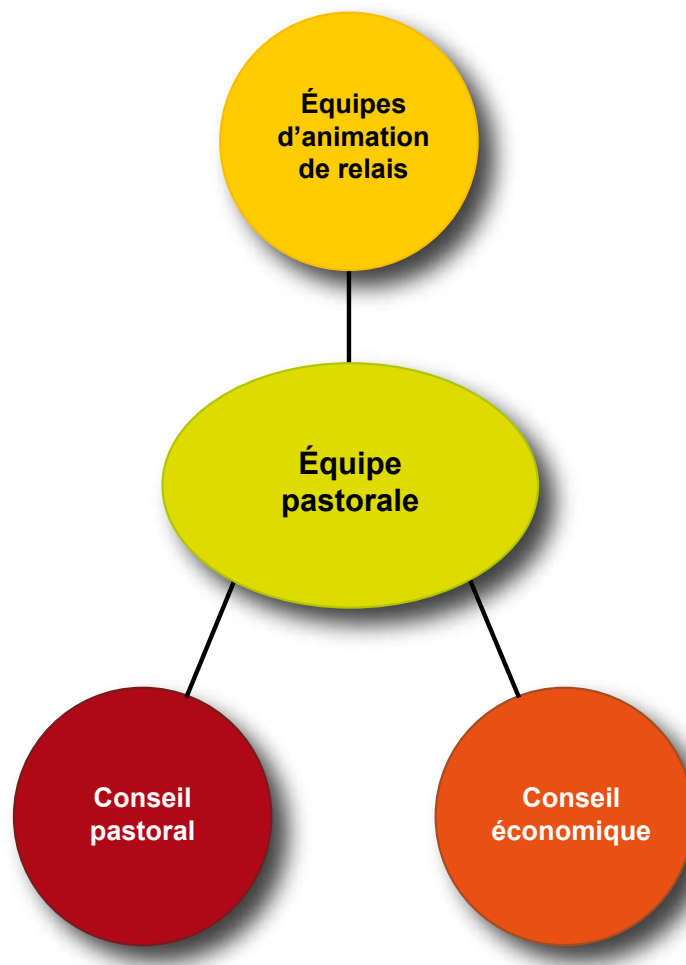 Équipes
d’animation
de relais
Équipe
pastorale
Conseil
pastoral
Conseil
économique